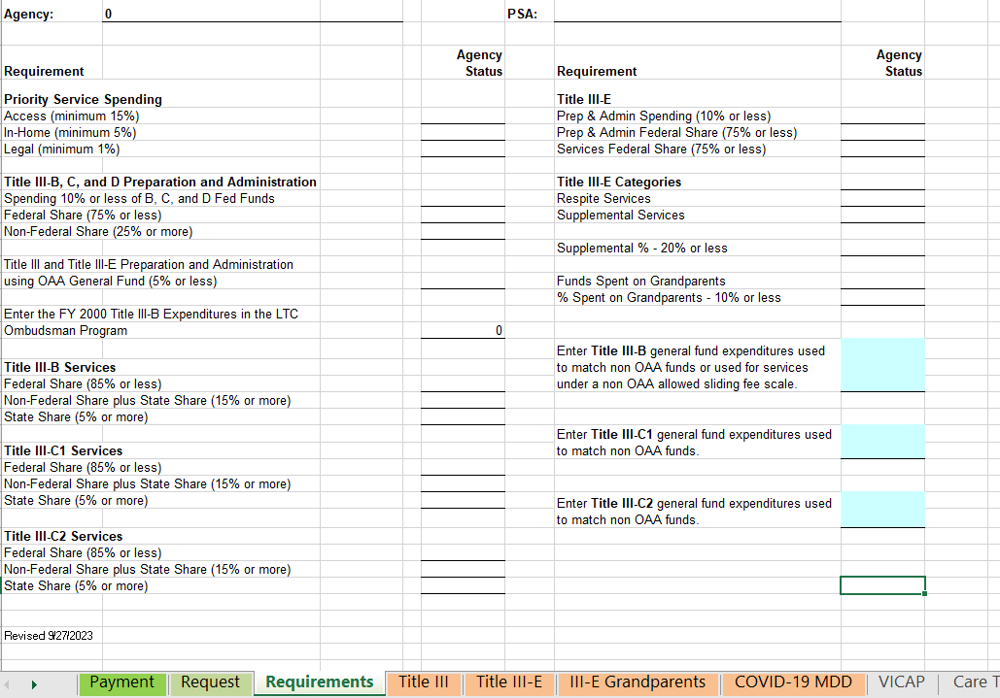 Agency: 0 PSA:
Requirement Agency Status
Priority Service Spending
Access (minimum 15%)
In-Home (minimum 5%)
Legal (minimum 1%)
Title III-B, C, and D Preparation and Administration
Spending 10% or less of B, C, and D Fed Funds
Federal Share (75% or less)
Non-Federal Share (25% or more)
Title III and Title III-E Preparation and Administration
using OAA General Fund (5% or less)
Enter the FY 2000 Title III-B Expenditures in the LTC
Ombudsman Program 0
Title III-B Services
Federal Share (85% or less)
Non-Federal Share plus State Share (15% or more)
State Share (5% or more)
Title III-C1 Services
Federal Share (85% or less)
Non-Federal Share plus State Share (15% or more)
State Share (5% or more)
Title III-C2 Services
Federal Share (85% or less)
Non-Federal Share plus State Share (15% or more)
State Share (5% or more)
Revised 9/27/2023
Requirement Agency Status
Title III-E
Prep & Admin Spending (10% or less)
Prep & Admin Federal Share (75% or less)
Services Federal Share (75% or less)
Title III-E Categories
Respite Services
Supplemental Services
Supplemental % - 20% or less
Funds Spent on Grandparents
% Spent on Grandparents - 10% or less
Enter Title III-B general fund expenditures used
to match non OAA funds or used for services
under a non OAA allowed sliding fee scale.
Enter Title III-C1 general fund expenditures used
to match non OAA funds.
Enter Title III-C2 general fund expenditures used
to match non OAA funds.
Payment Request Requirements Title III Title III-E III-E Grandparents COVID-19 MDD VICAP Care T